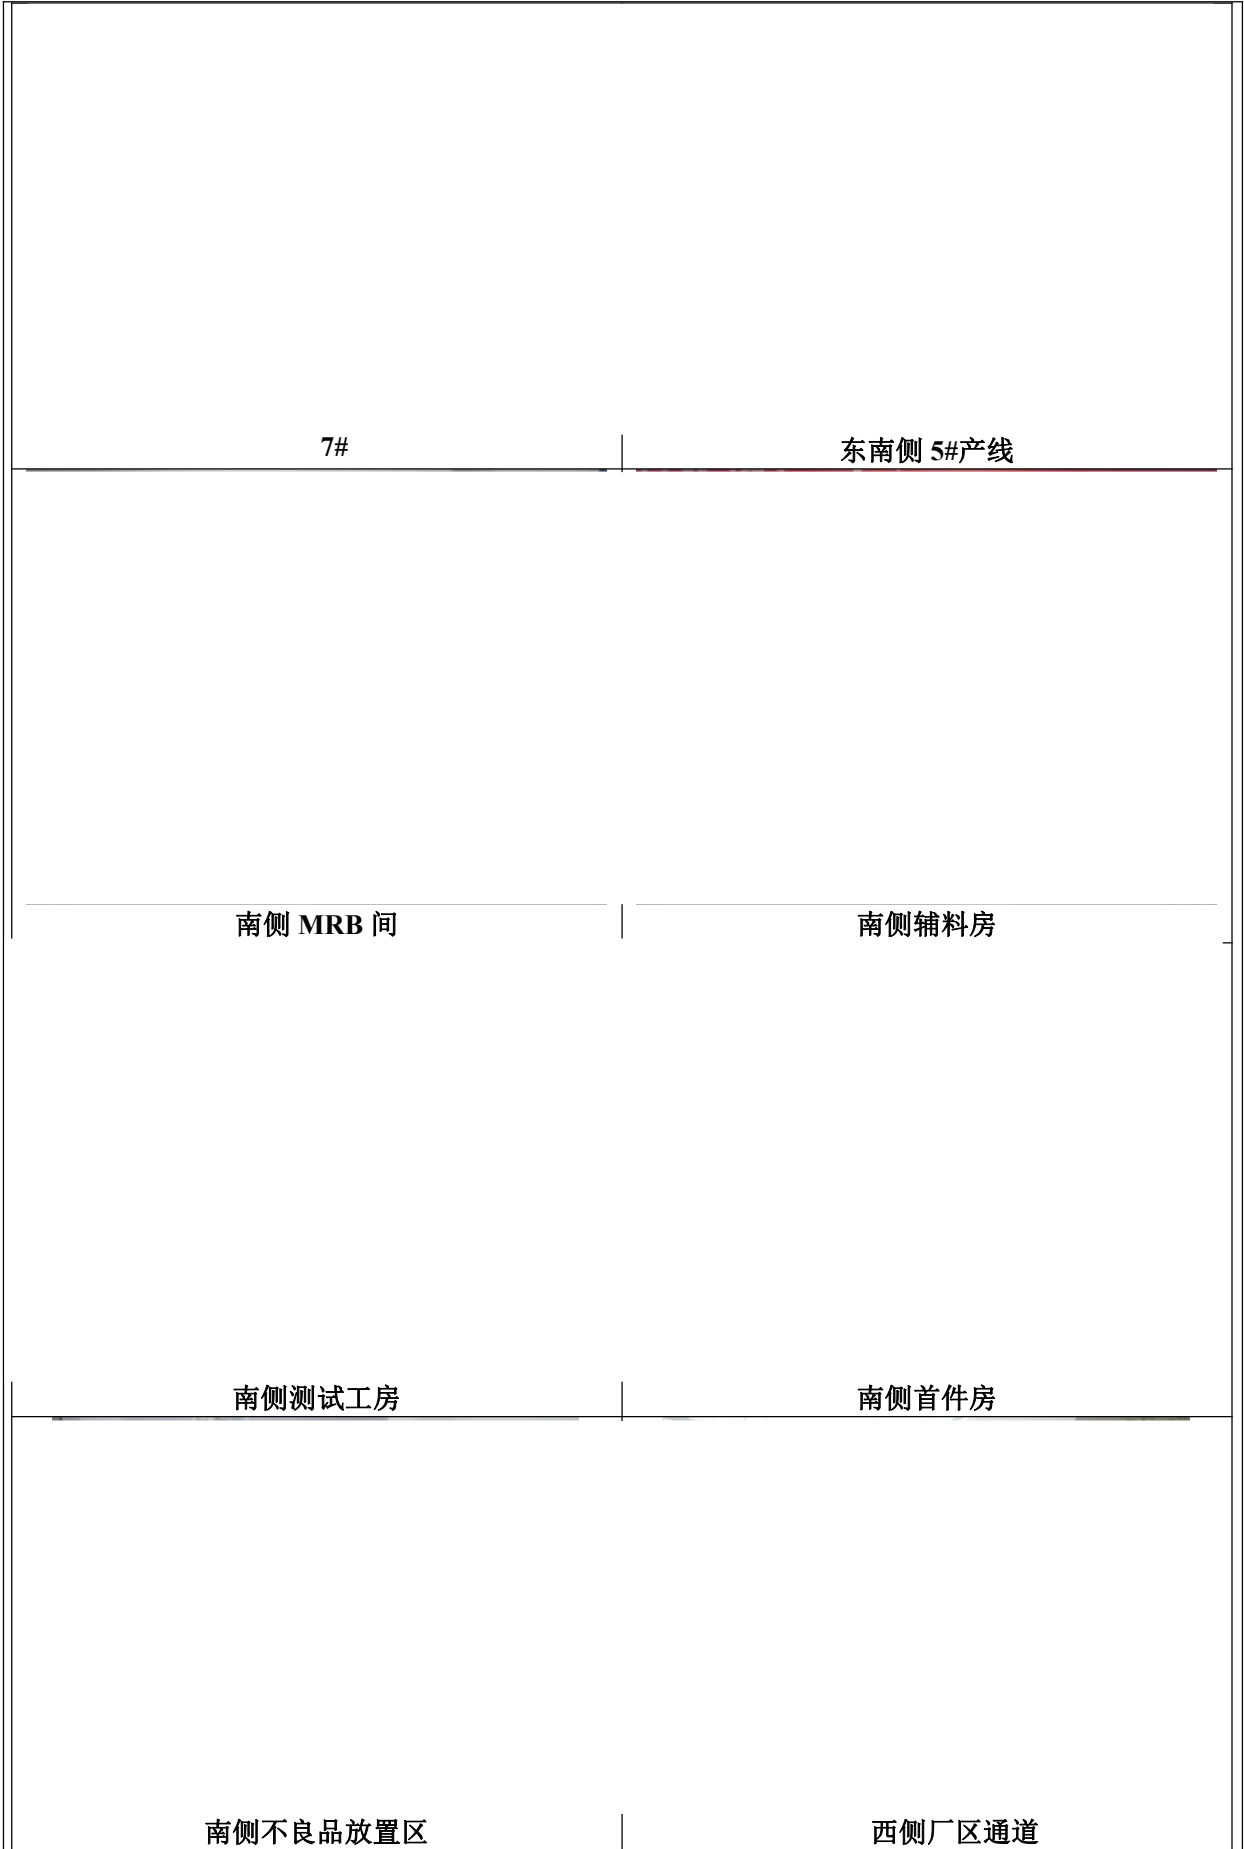 7#
东南侧 5#产线
南侧 MRB 间
南侧辅料房
南侧测试工房
南侧首件房
南侧不良品放置区
西侧厂区通道